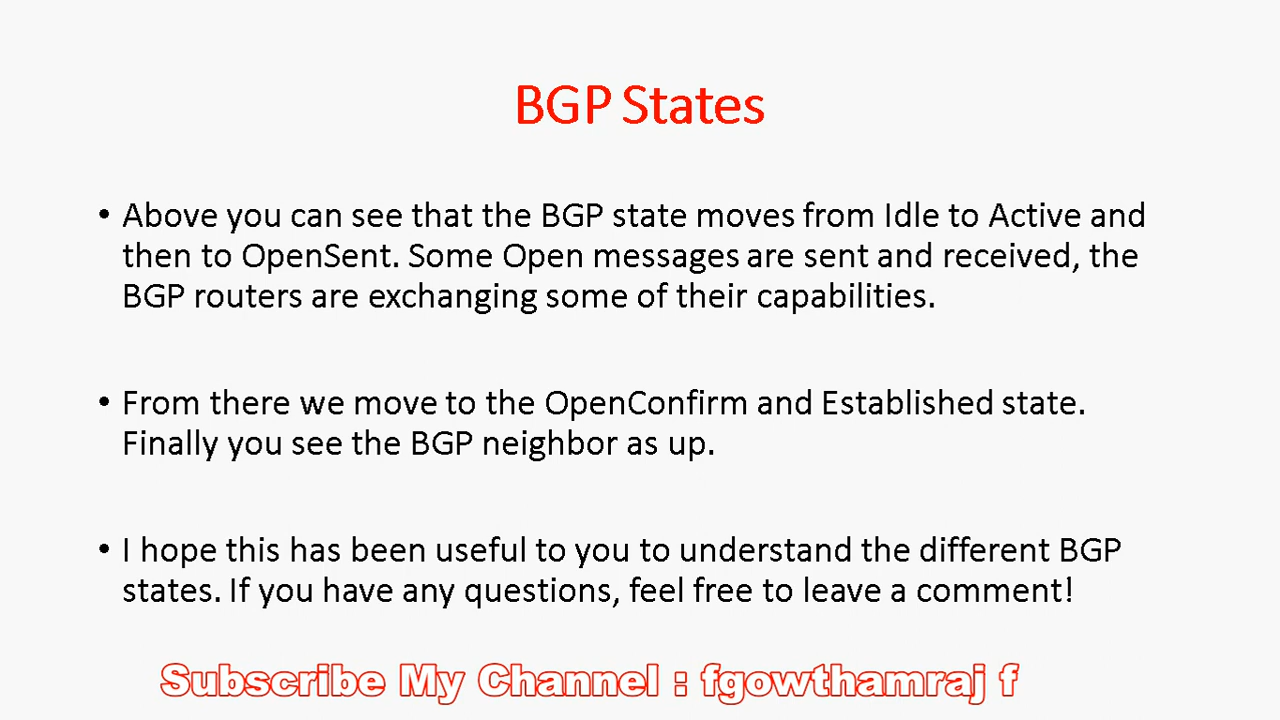 BGP States
• Above you can see that the BGP state moves from Idle to Active and
then to OpenSent. Some Open messages are sent and received, the
BGP routers are exchanging some of their capabilities.
• From there we move to the OpenConfirm and Established state.
Finally you see the BGP neighbor as up.
• I hope this has been useful to you to understand the different BGP
states. If you have any questions, feel free to leave a comment!
Subscribe My Channel : fgowthamraj f